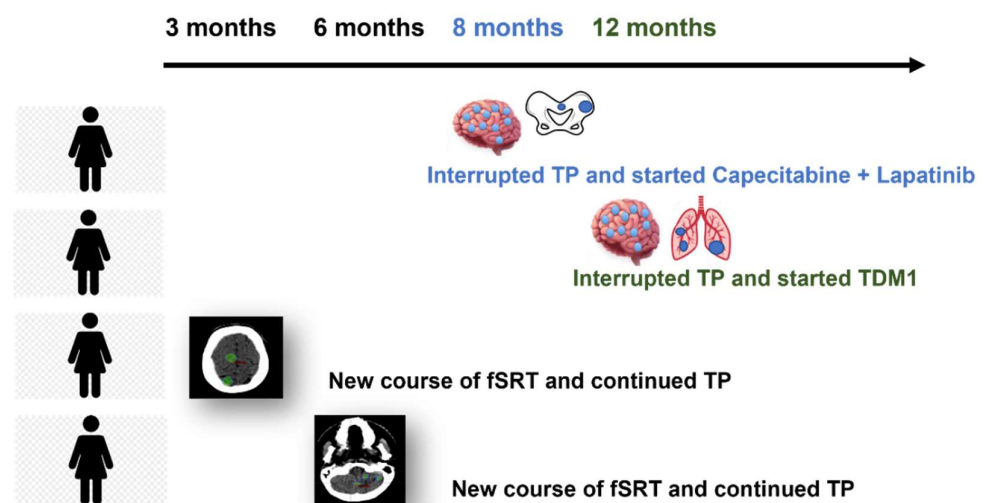 3 months 6 months 8 months 12 months
Interrupted TP and started Capecitabine + Lapatinib
Interrupted TP and started TDM1
New course of fSRT and continued TP
New course of fSRT and continued TP